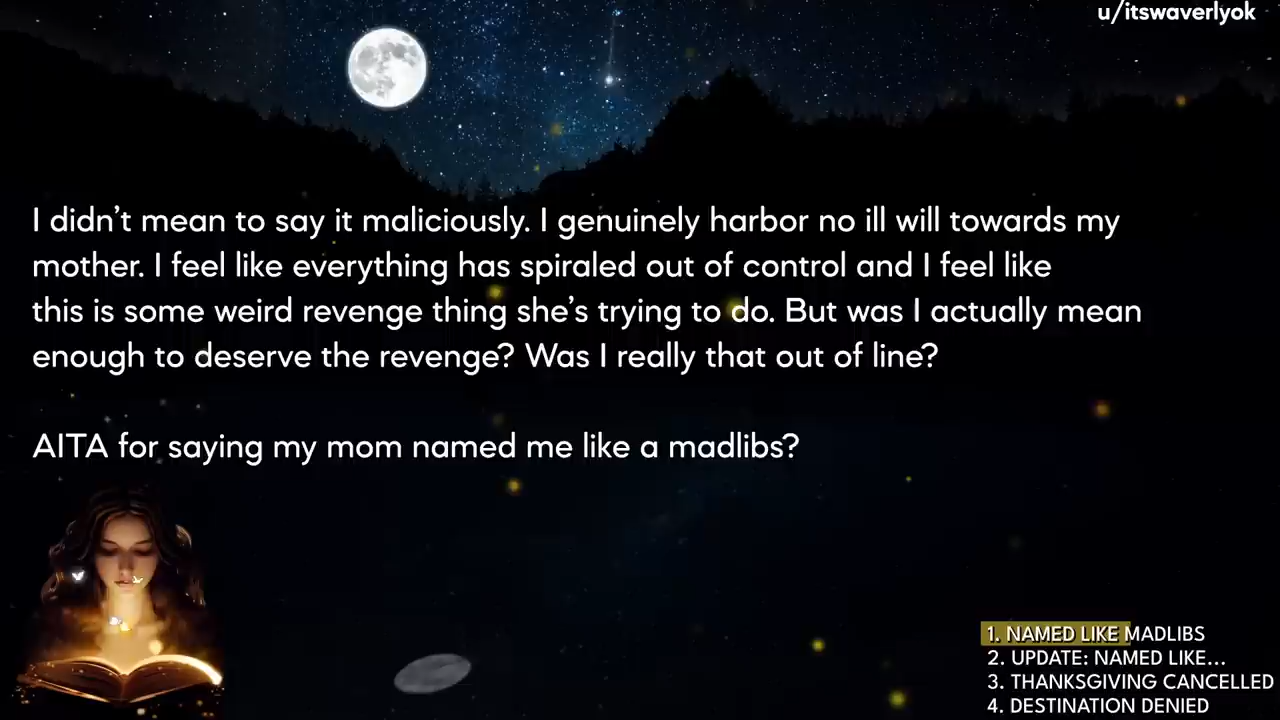 u/itswaverlyok
I didn’t mean to say it maliciously. I genuinely harbor no ill will towards my
mother. I feel like everything has spiraled out of control and I feel like
this is some weird revenge thing she’s trying to do. But was I actually mean
enough to deserve the revenge? Was I really that out of line?
AITA for saying my mom named me like a madlibs?
1. NAMED LIKE MADLIBS
2. UPDATE: NAMED LIKE...
3. THANKSGIVING CANCELLED
4. DESTINATION DENIED